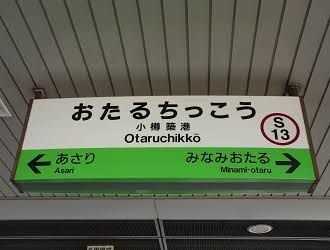 おたるちっこう
小樽築港
Otaruchikkō
S
13
あさり
Asari
みなみおたる
Minami-otaru